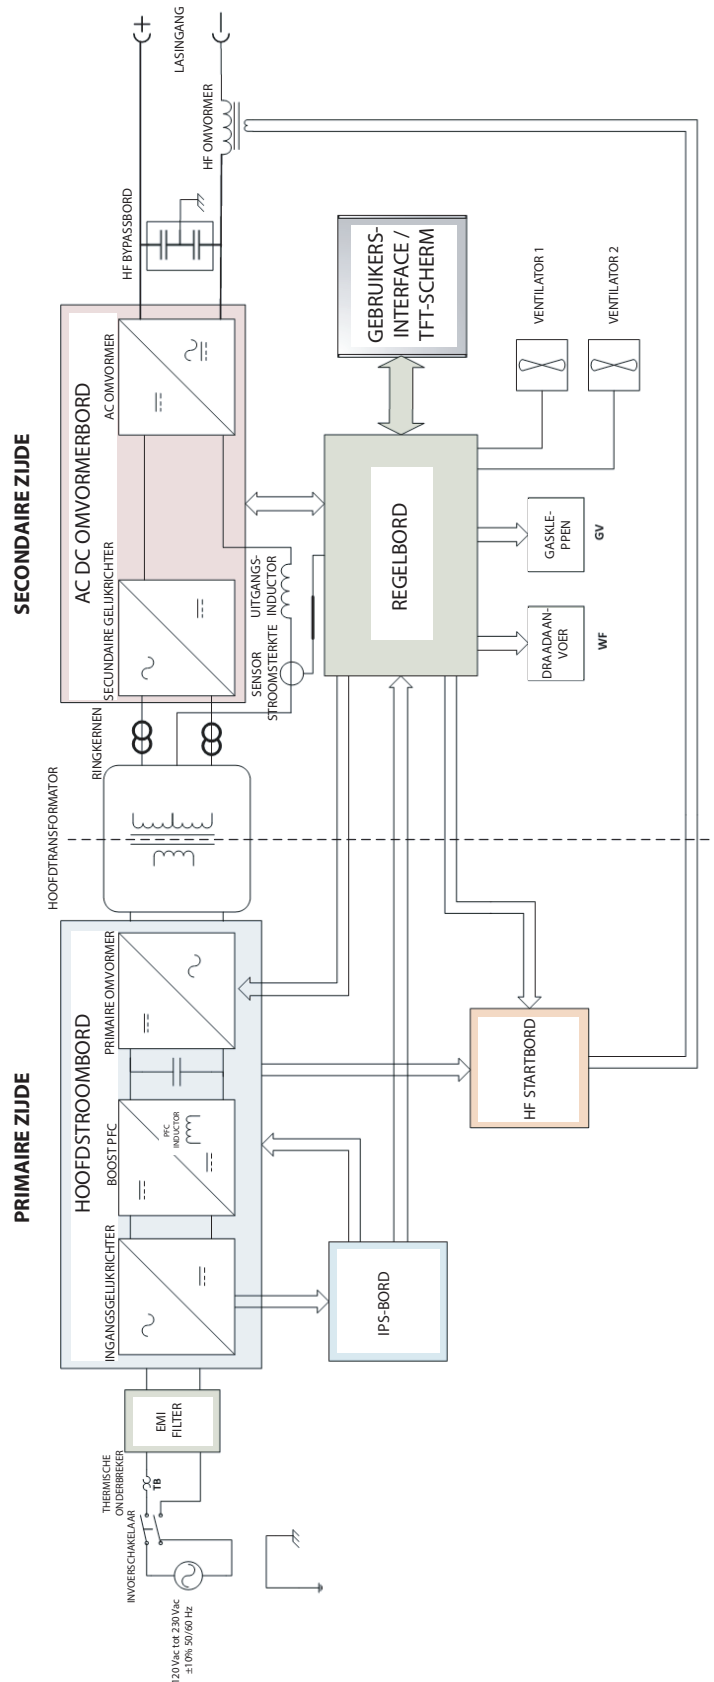 PRIMAIRE ZIJDE
SECONDAIRE ZIJDE
120 Vac tot 230 Vac
±10% 50/60 Hz
INVOERSCHAKELAAR
THERMISCHE
ONDERBREKER
TB
EMI
FILTER
HOOFDSTROOMBORD
INGANGSGELIJKRICHTER
BOOST PFC
PFC
INDUCTOR
PRIMAIRE OMVORMER
HOOFDTRANSFORMATOR
RINGKERNEN
AC DC OMVORMERBORD
SECUNDAIRE GELIJKRICHTER
AC OMVORMER
HF BYPASSBORD
HF OMVORMER
LASINGANG
+
−
SENSOR
STROOMSTERKTE
UITGANGS-
INDUCTOR
IPS-BORD
REGELBORD
GEBRUIKERS-
INTERFACE /
TFT-SCHERM
HF STARTBORD
DRAADAAN-
VOER
WF
GASKLE-
PPEN
GV
VENTILATOR 1
VENTILATOR 2